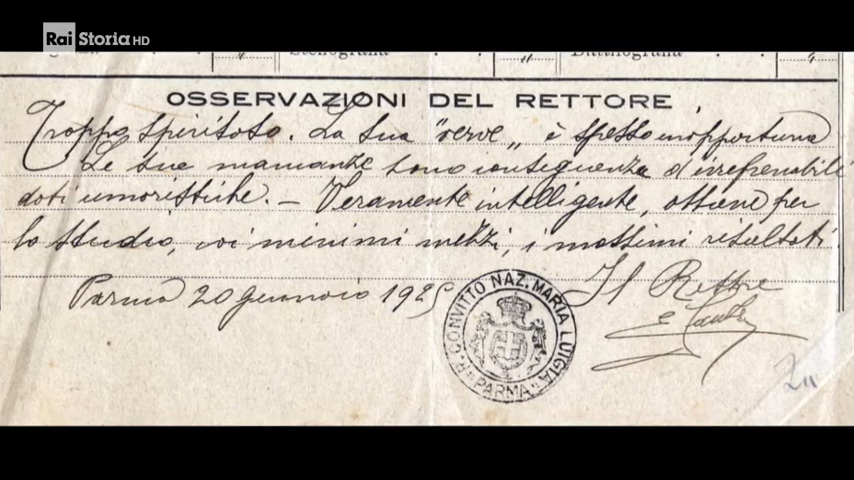 Rai Storia HD
Stenografia " Dattilografia "
OSSERVAZIONI DEL RETTORE
Troppo spiritoso. La sua "verve" è spesso inopportuna
Le sue mancanze sono conseguenza d'irrefrenabili
doti umoristiche. - Veramente intelligente, ottiene per
lo studio, coi minimi mezzi, i massimi risultati
Parma 20 gennaio 1925
Il Rettore
R. CONVITTO NAZ. MARIA LUIGIA
PARMA